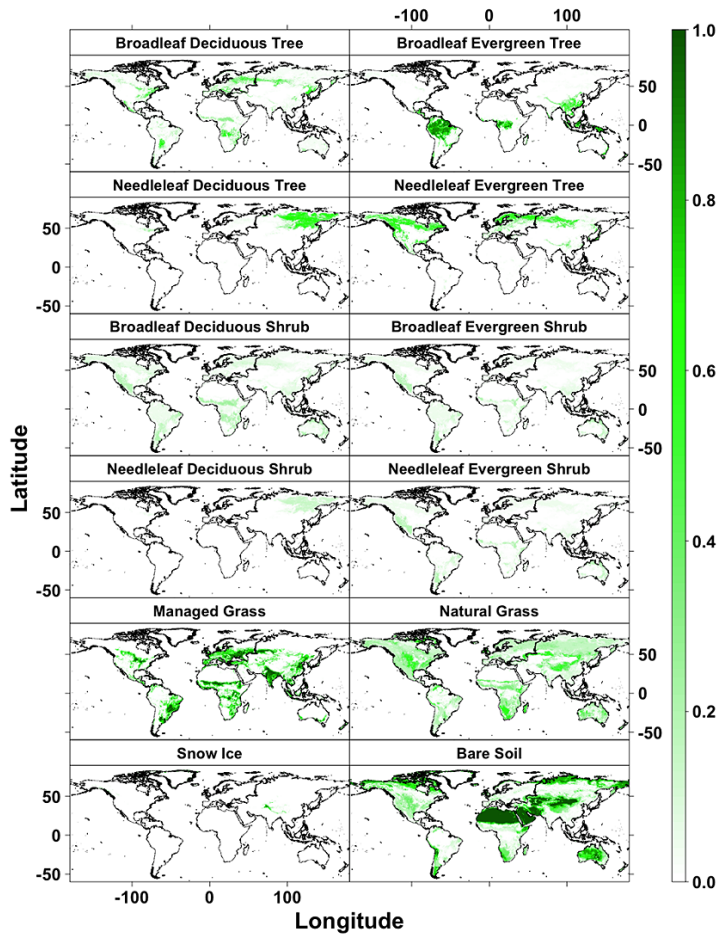 -100 0 100
1.0
Broadleaf Deciduous Tree Broadleaf Evergreen Tree
50
0
-50
0.8
Needleleaf Deciduous Tree Needleleaf Evergreen Tree
50
0
-50
Broadleaf Deciduous Shrub Broadleaf Evergreen Shrub
50
0
-50
0.6
Latitude
Needleleaf Deciduous Shrub Needleleaf Evergreen Shrub
50
0
-50
0.4
Managed Grass Natural Grass
50
0
-50
0.2
Snow Ice Bare Soil
50
0
-50
0.0
-100 0 100
Longitude